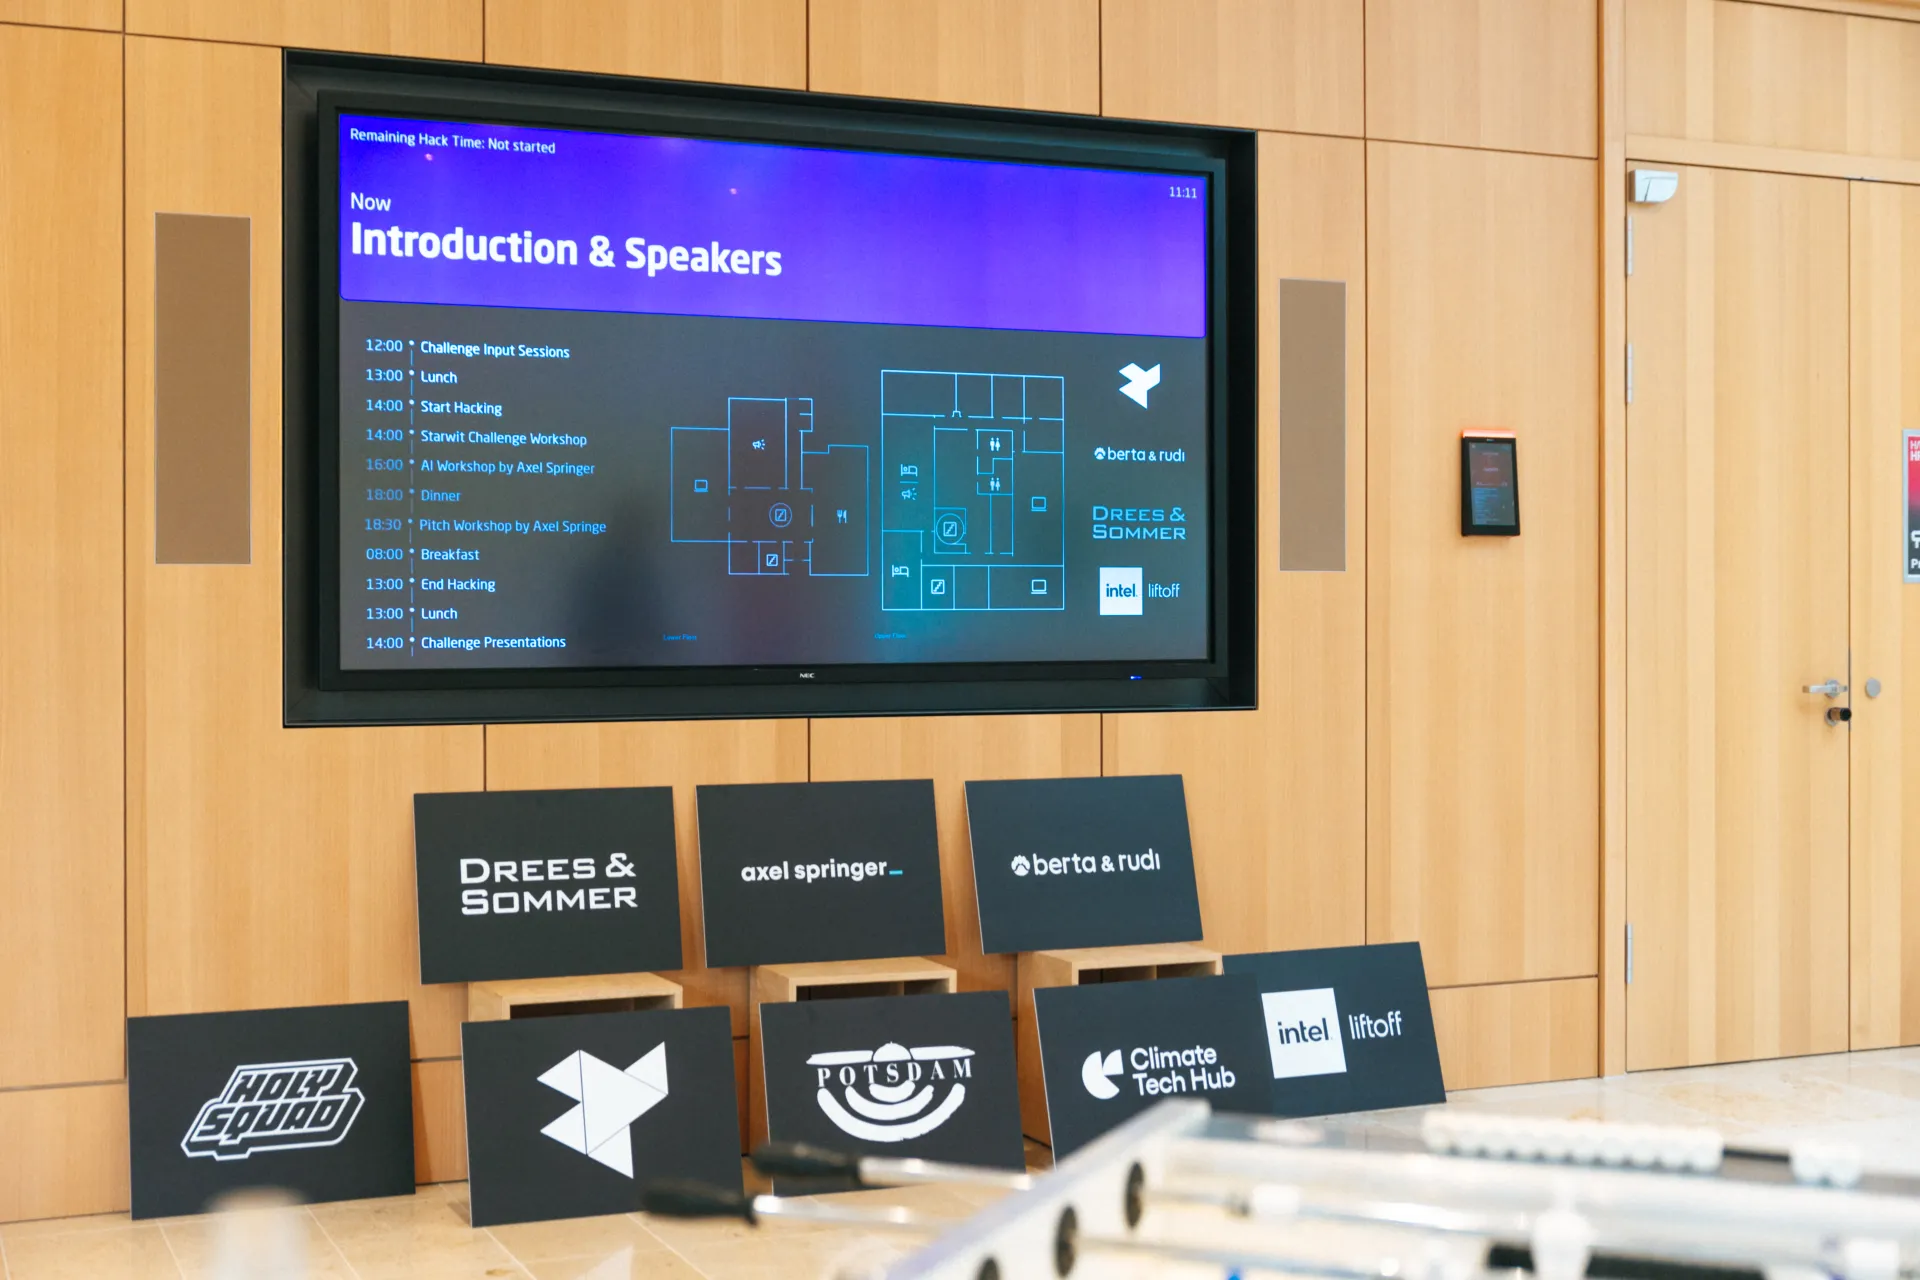 Remaining Hack Time: Not started
11:11
Now
Introduction & Speakers
12:00 Challenge Input Sessions
13:00 Lunch
14:00 Start Hacking
14:00 Starwit Challenge Workshop
16:00 AI Workshop by Axel Springer
18:00 Dinner
18:30 Pitch Workshop by Axel Springe
08:00 Breakfast
13:00 End Hacking
13:00 Lunch
14:00 Challenge Presentations
berta & rudi
DREES &
SOMMER
intel. liftoff
NEC
DREES &
SOMMER
axel springer_
berta & rudi
HOLY
SQUAD
POTSDAM
Climate
Tech Hub
intel. liftoff